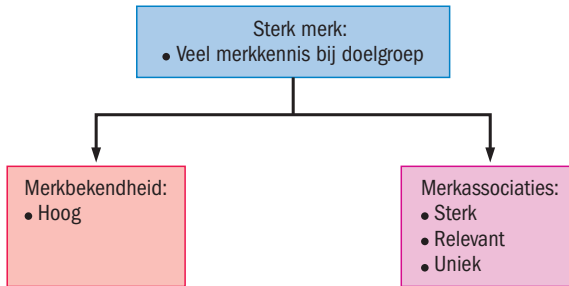 Sterk merk:
• Veel merkkennis bij doelgroep
Merkbekendheid:
• Hoog
Merkassociaties:
• Sterk
• Relevant
• Uniek